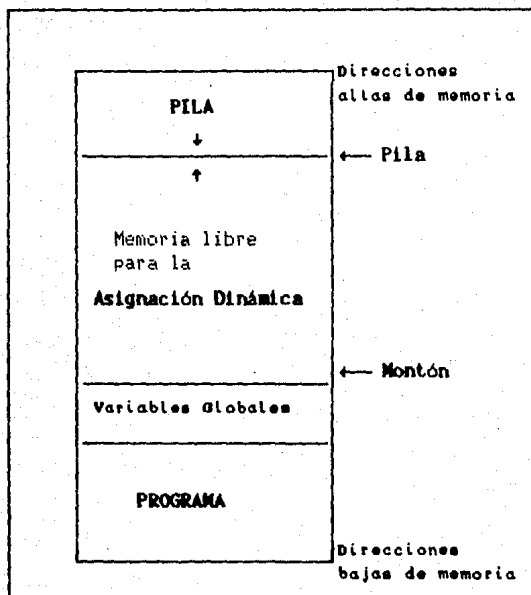 Direcciones
altas de memoria
PILA
↓
← Pila
↑
Memoria libre
para la
Asignación Dinámica
← Montón
Variables Globales
PROGRAMA
Direcciones
bajas de memoria